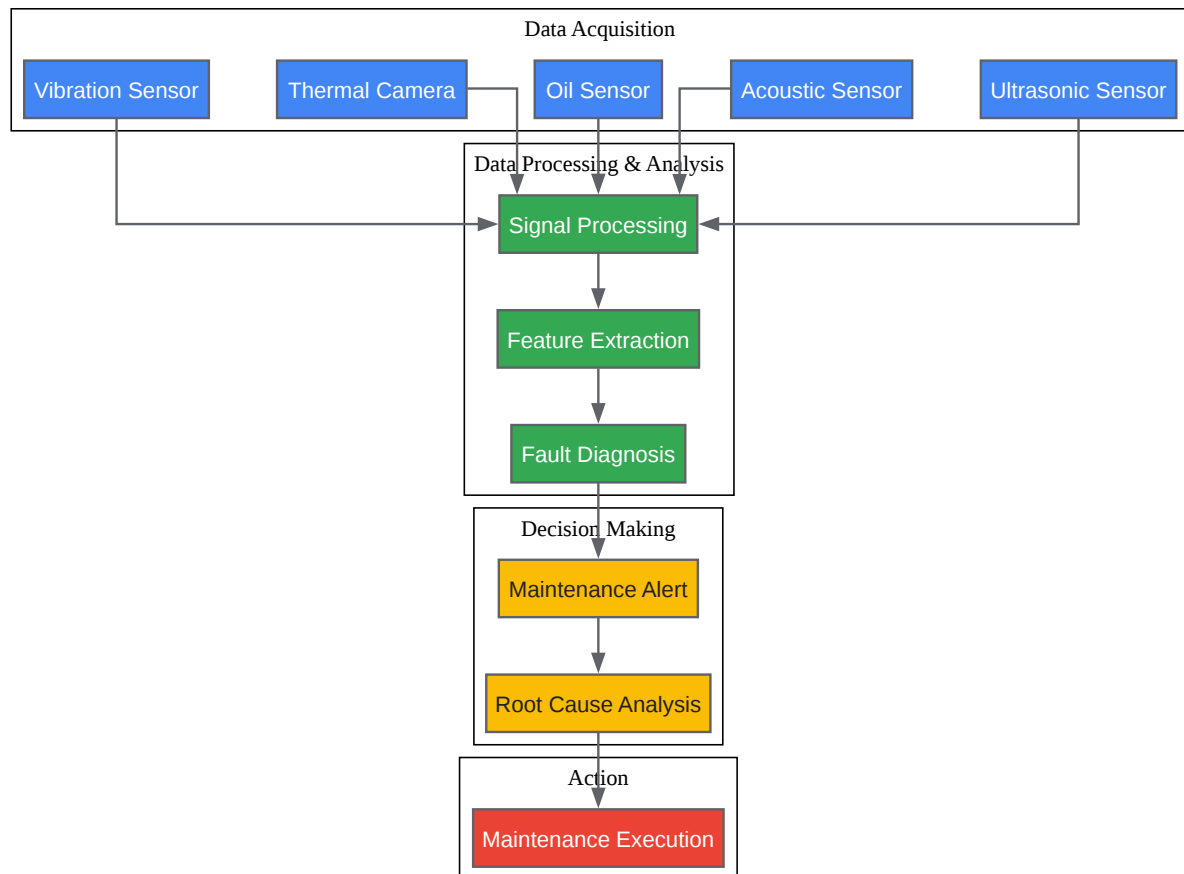 Data Acquisition
Vibration Sensor
Thermal Camera
Oil Sensor
Acoustic Sensor
Ultrasonic Sensor
Data Processing & Analysis
Signal Processing
Feature Extraction
Fault Diagnosis
Decision Making
Maintenance Alert
Root Cause Analysis
Action
Maintenance Execution